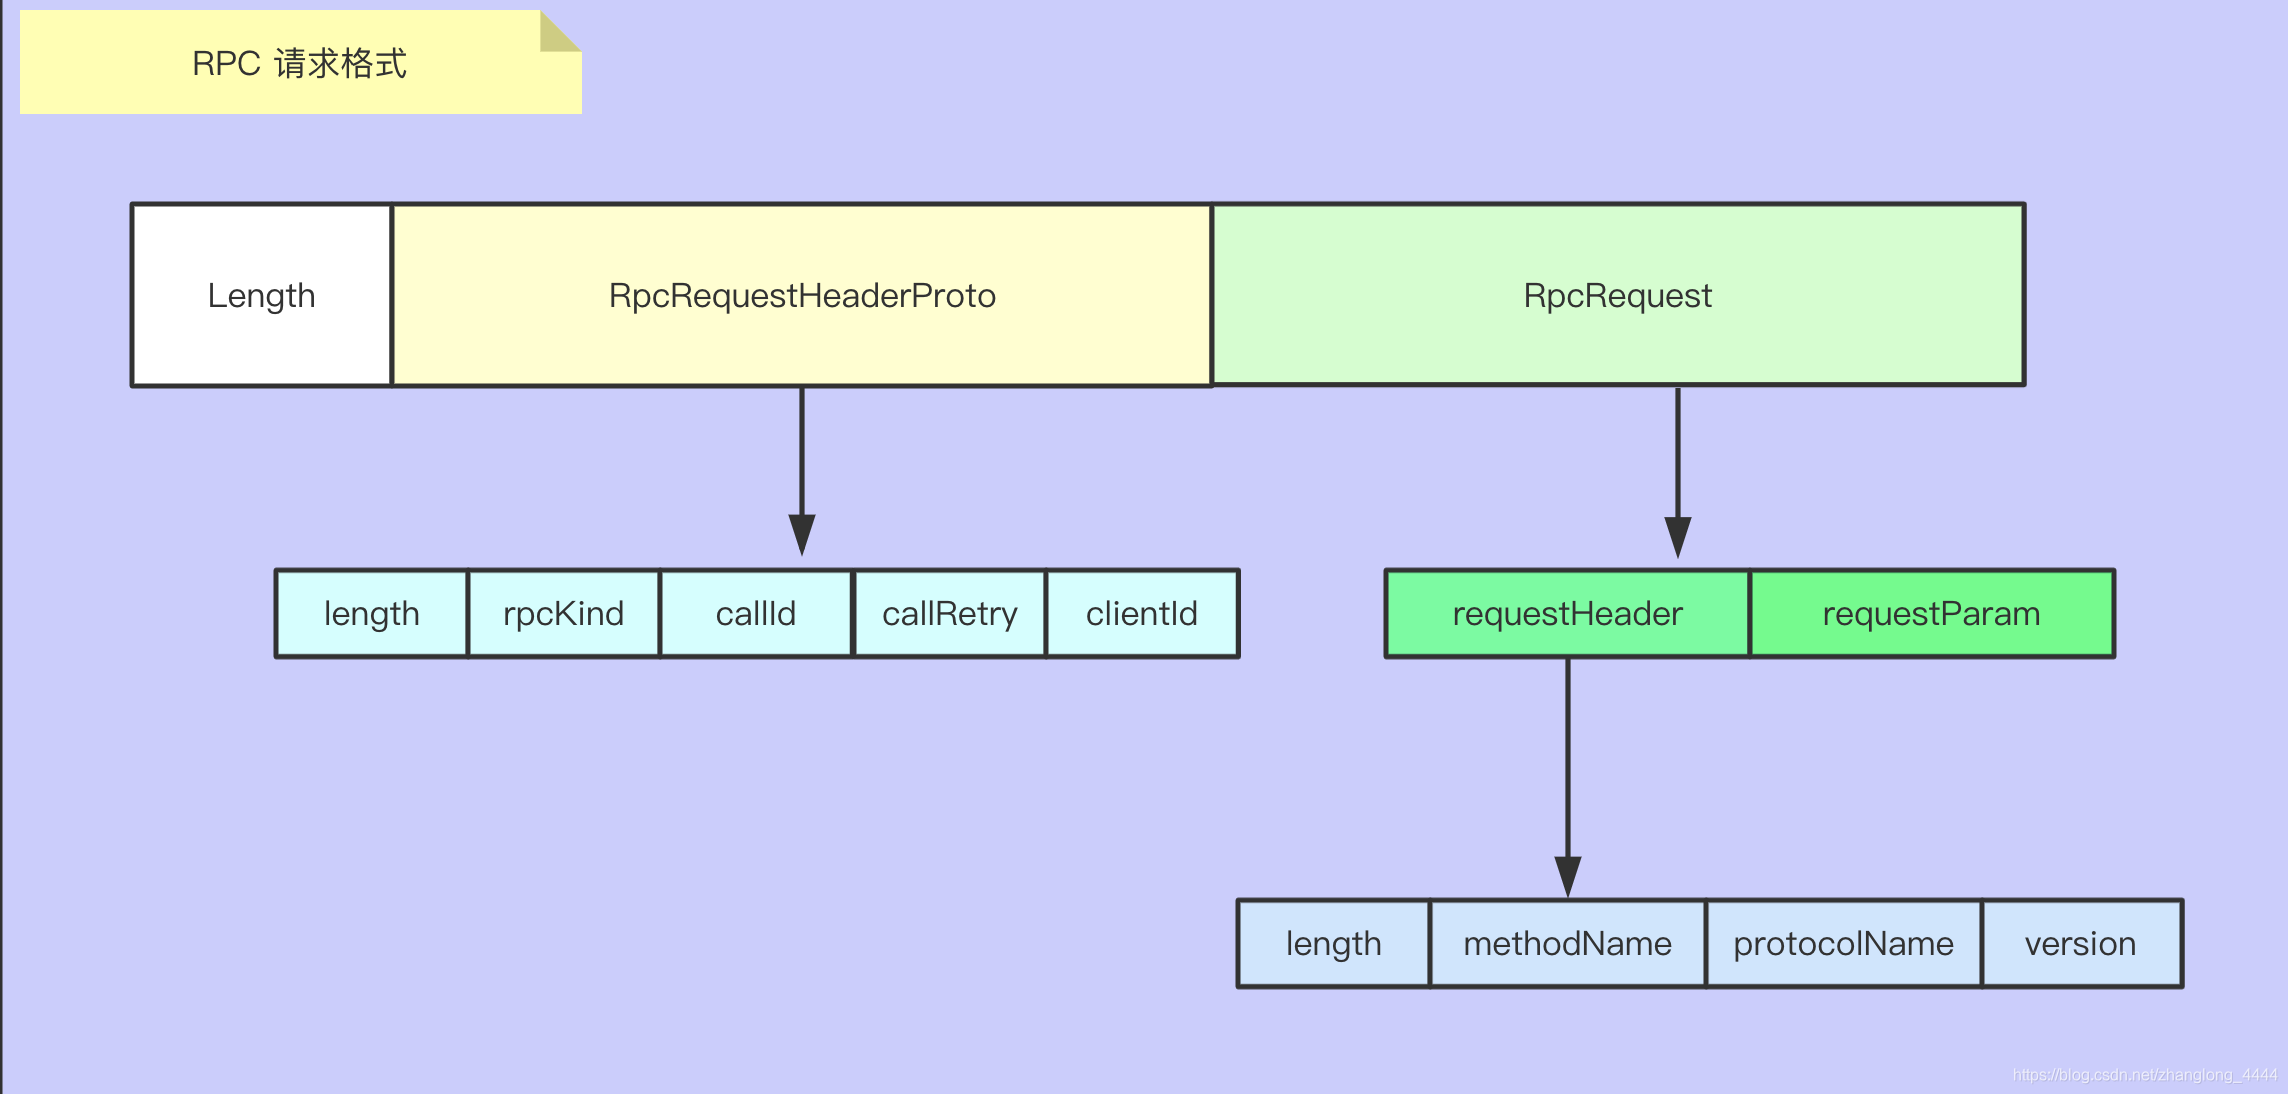 RPC 请求格式
Length
RpcRequestHeaderProto
RpcRequest
length
rpcKind
callId
callRetry
clientId
requestHeader
requestParam
length
methodName
protocolName
version
https://blog.csdn.net/zhanglong_4444